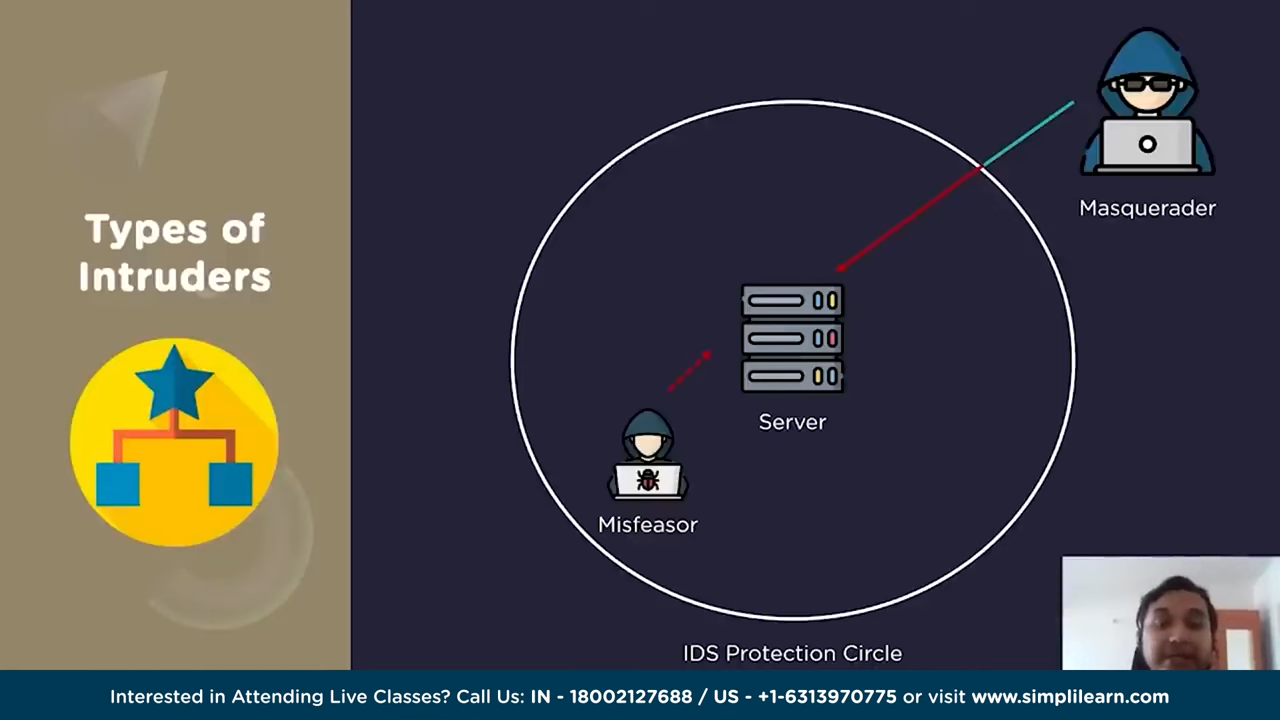 Types of
Intruders
Masquerader
Server
Misfeasor
IDS Protection Circle
Interested in Attending Live Classes? Call Us: IN - 18002127688 / US - +1-6313970775 or visit www.simplilearn.com